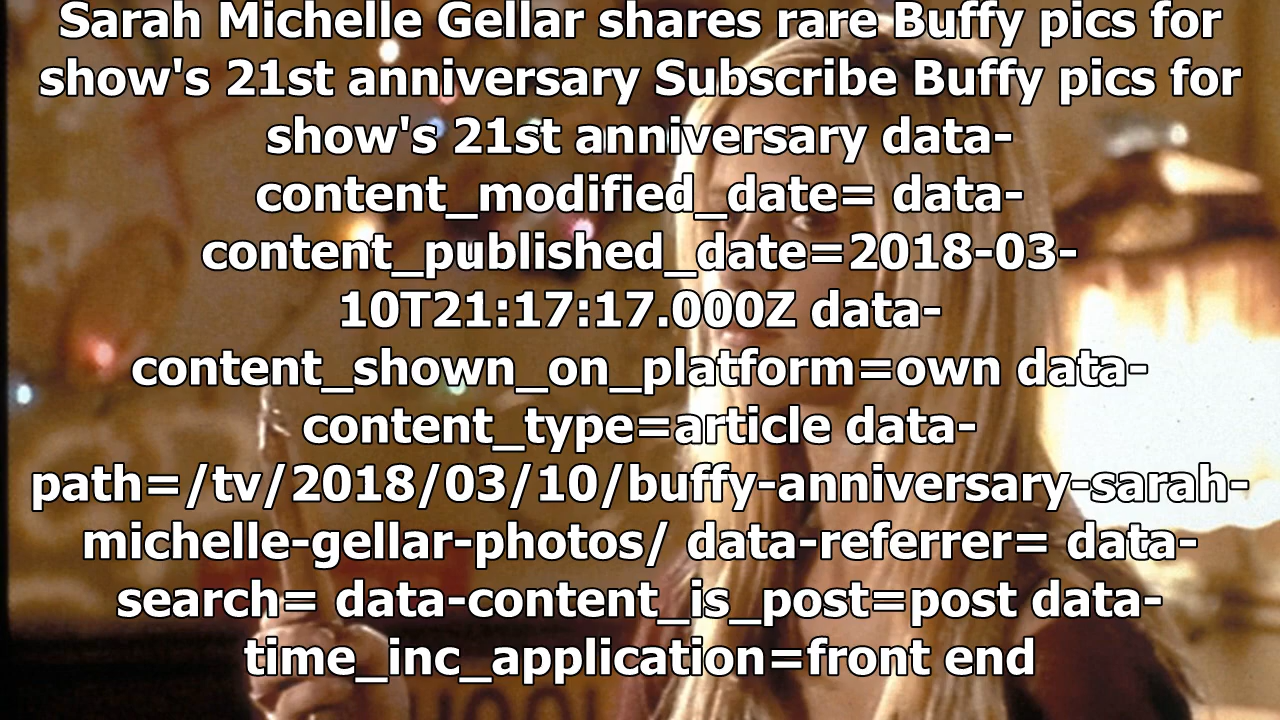 Sarah Michelle Gellar shares rare Buffy pics for
show's 21st anniversary Subscribe Buffy pics for
show's 21st anniversary data-
content_modified_date= data-
content_published_date=2018-03-
10T21:17:17.000Z data-
content_shown_on_platform=own data-
content_type=article data-
path=/tv/2018/03/10/buffy-anniversary-sarah-
michelle-gellar-photos/ data-referrer= data-
search= data-content_is_post=post data-
time_inc_application=front end